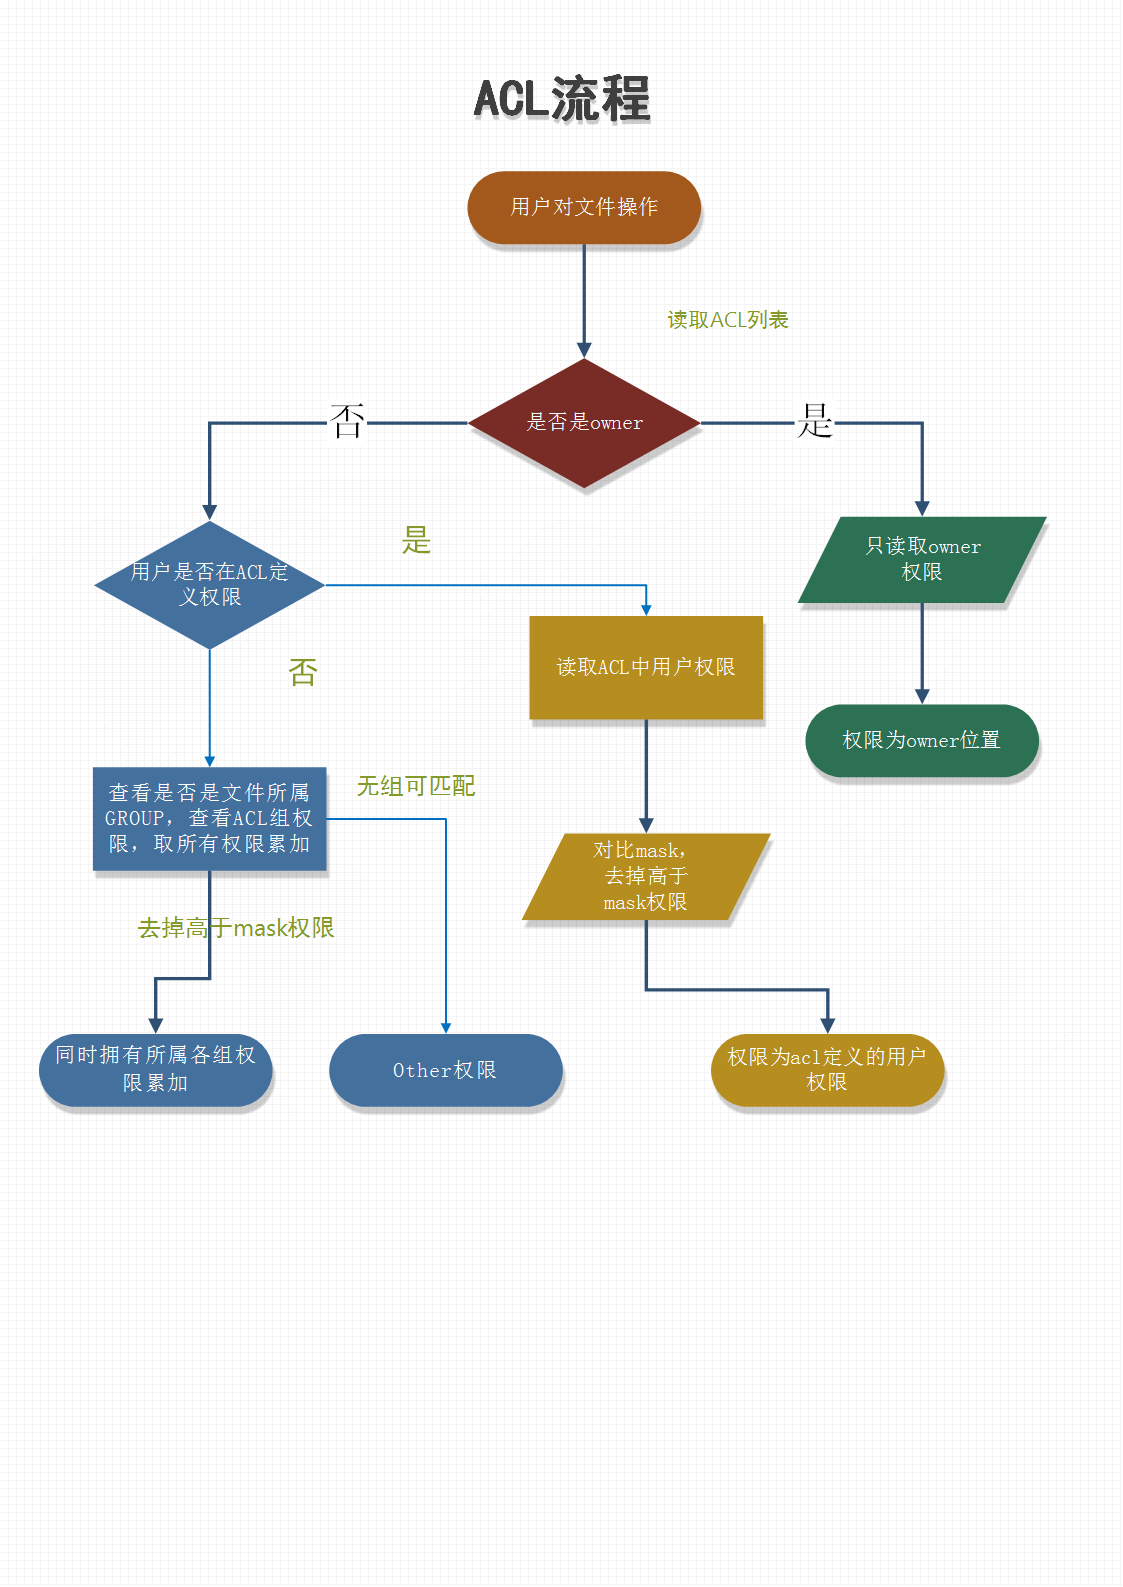 ACL流程
用户对文件操作
读取ACL列表
否
是否是owner
是
只读取owner
权限
是
用户是否在ACL定
义权限
否
读取ACL中用户权限
权限为owner位置
无组可匹配
查看是否是文件所属
GROUP，查看ACL组权
限，取所有权限累加
对比mask，
去掉高于
mask权限
去掉高于mask权限
同时拥有所属各组权
限累加
Other权限
权限为acl定义的用户
权限